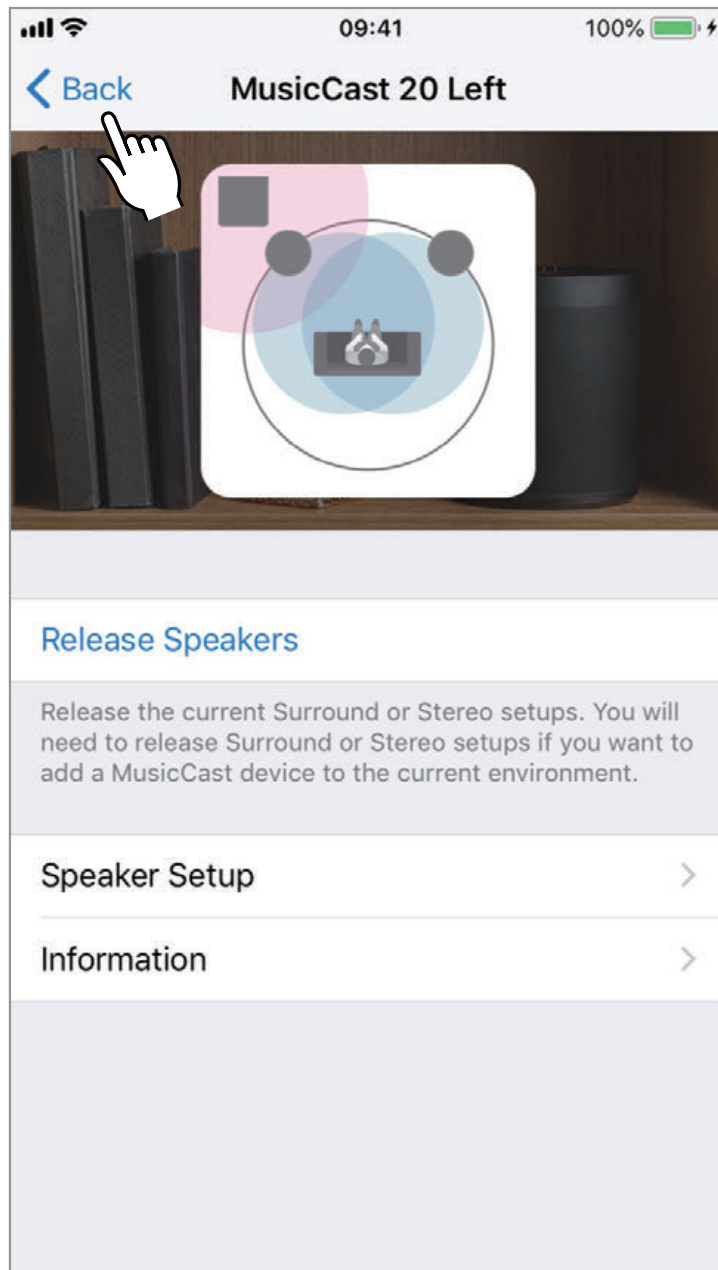 09:41
100%
Back
MusicCast 20 Left
Release Speakers
Release the current Surround or Stereo setups. You will
need to release Surround or Stereo setups if you want to
add a MusicCast device to the current environment.
Speaker Setup
Information